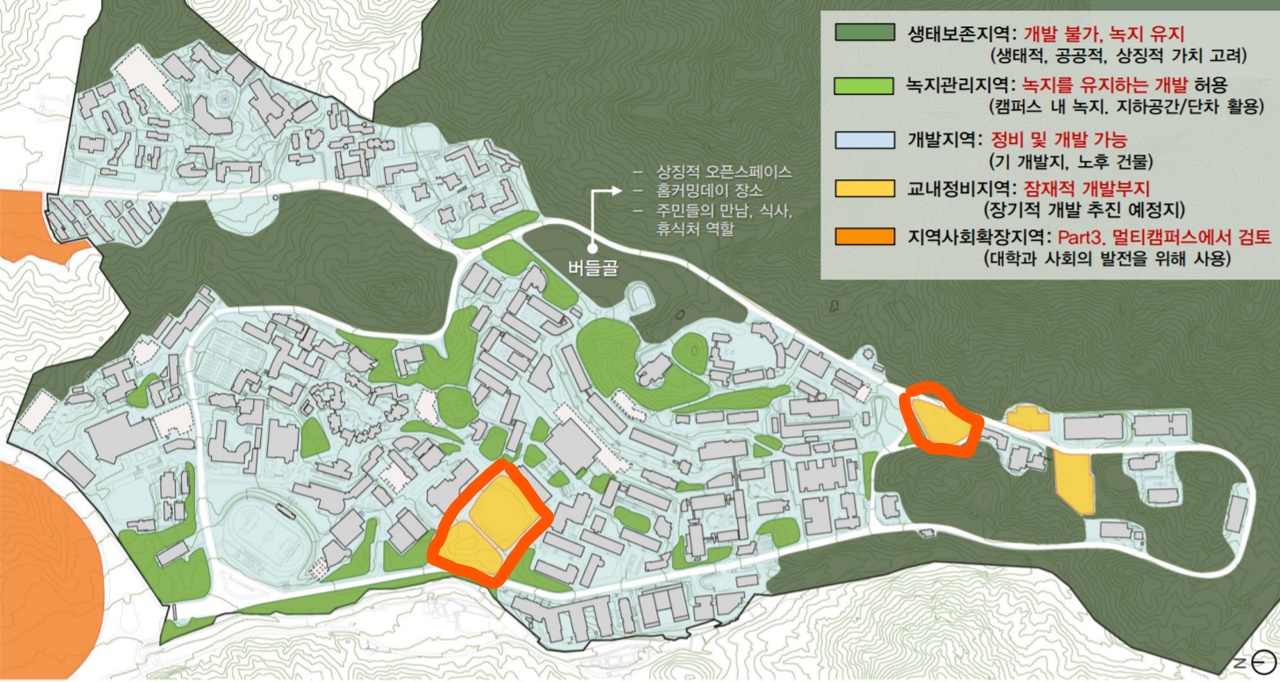 생태보존지역: 개발 불가, 녹지 유지
(생태적, 공공적, 상징적 가치 고려)
녹지관리지역: 녹지를 유지하는 개발 허용
(캠퍼스 내 녹지. 지하공간/단차 활용)
개발지역: 정비 및 개발 가능
(기 개발지, 노후 건물)
교내정비지역: 잠재적 개발부지
(장기적 개발 추진 예정지)
지역사회확장지역: Part3. 멀티캠퍼스에서 검토
(대학과 사회의 발전을 위해 사용)
– 상징적 오픈스페이스
– 홈커밍데이 장소
– 주민들의 만남, 식사,
휴식처 역할
버들골
N